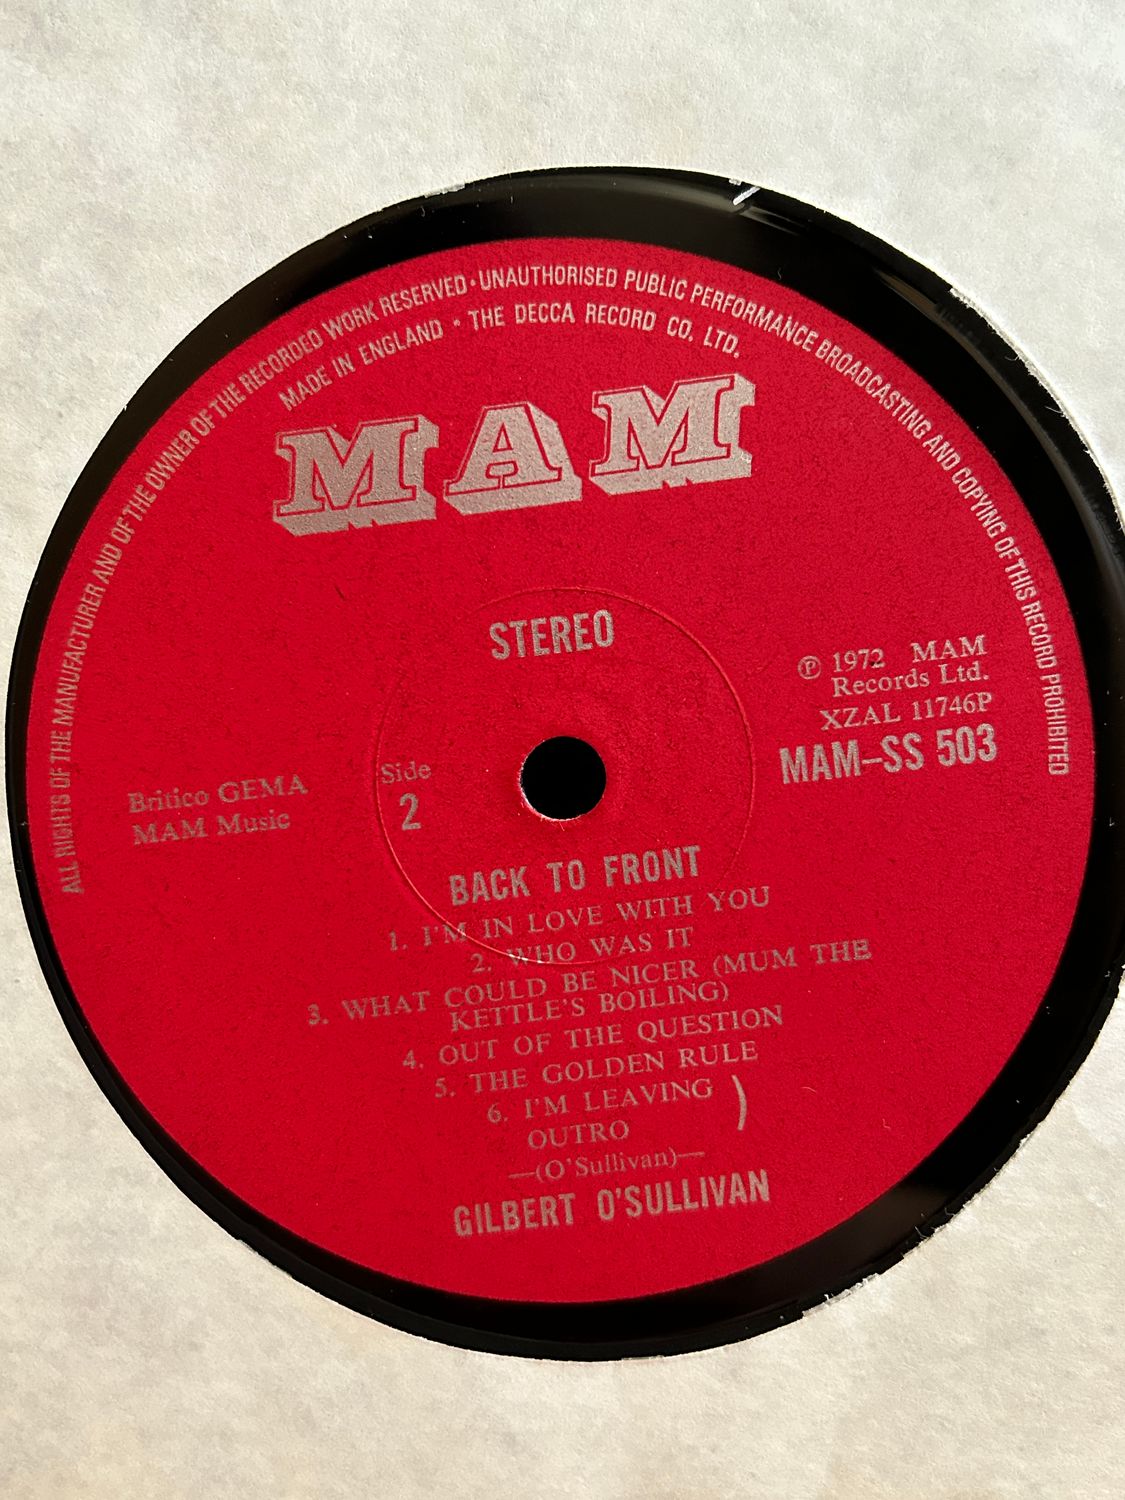 ALL RIGHTS OF THE MANUFACTURER AND OF THE OWNER OF THE RECORDED WORK RESERVED · UNAUTHORISED PUBLIC PERFORMANCE BROADCASTING AND COPYING OF THIS RECORD PROHIBITED
MADE IN ENGLAND · THE DECCA RECORD CO. LTD.
MAM
STEREO
℗ 1972 MAM
Records Ltd.
XZAL 11746P
MAM–SS 503
Britico GEMA
MAM Music
Side
2
BACK TO FRONT
1. I'M IN LOVE WITH YOU
2. WHO WAS IT
3. WHAT COULD BE NICER (MUM THE
KETTLE'S BOILING)
4. OUT OF THE QUESTION
5. THE GOLDEN RULE
6. I'M LEAVING )
OUTRO
—(O'Sullivan)—
GILBERT O'SULLIVAN